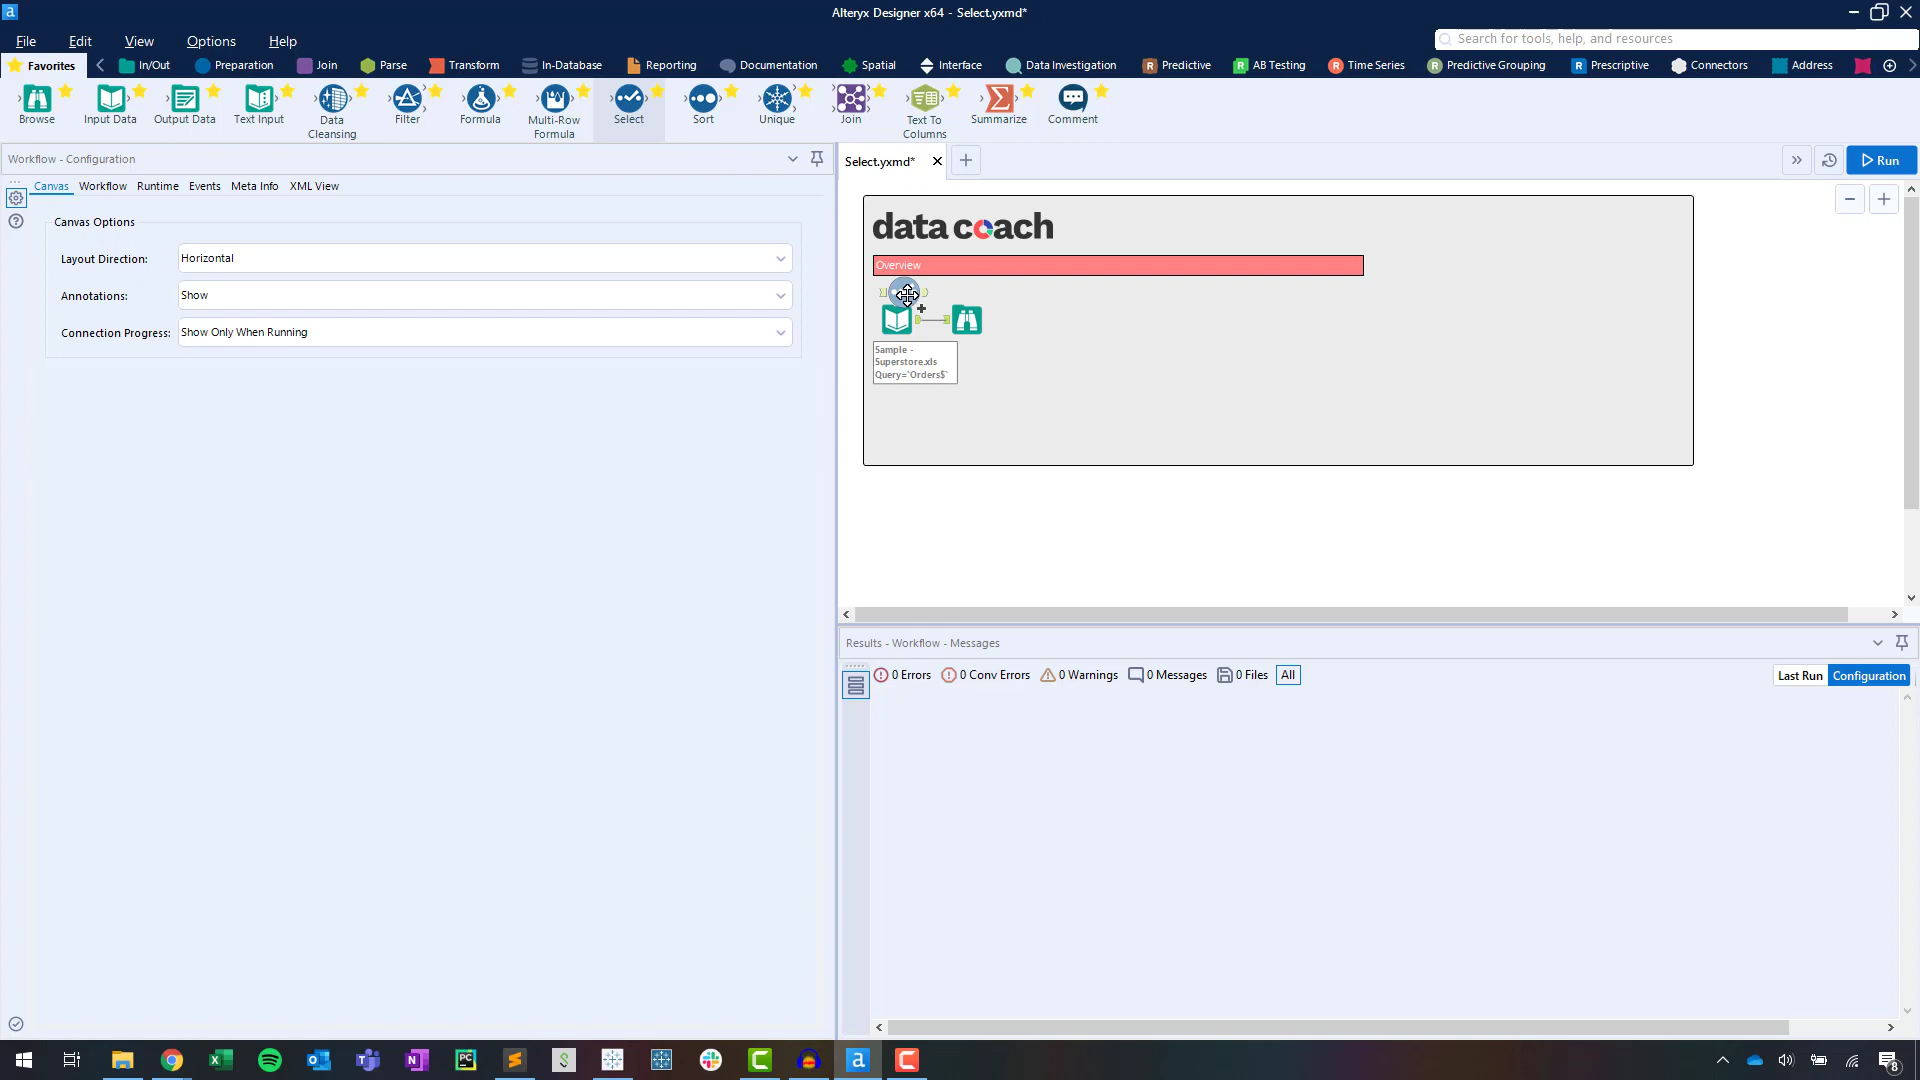 Alteryx Designer x64 - Select.yxmd*
File Edit View Options Help
Search for tools, help, and resources
Favorites In/Out Preparation Join Parse Transform In-Database Reporting Documentation Spatial Interface Data Investigation Predictive AB Testing Time Series Predictive Grouping Prescriptive Connectors Address
Browse Input Data Output Data Text Input Data Cleansing Filter Formula Multi-Row Formula Select Sort Unique Join Text To Columns Summarize Comment
Workflow - Configuration
Canvas Workflow Runtime Events Meta Info XML View
Canvas Options
Layout Direction: Horizontal
Annotations: Show
Connection Progress: Show Only When Running
Select.yxmd*
Run
data coach
Overview
Sample -
Superstore.xls
Query=`Orders$`
Results - Workflow - Messages
0 Errors 0 Conv Errors 0 Warnings 0 Messages 0 Files All
Last Run Configuration
8